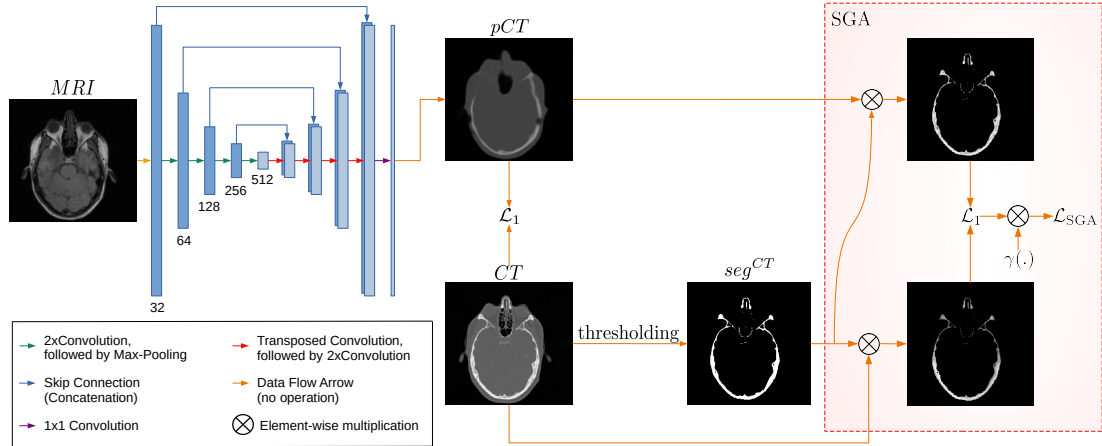 SGA
pCT
MRI
512
256
128
64
32
L₁
L₁
L_SGA
γ(.)
CT
seg^CT
thresholding
2xConvolution,
followed by Max-Pooling
Transposed Convolution,
followed by 2xConvolution
Skip Connection
(Concatenation)
Data Flow Arrow
(no operation)
1x1 Convolution
Element-wise multiplication